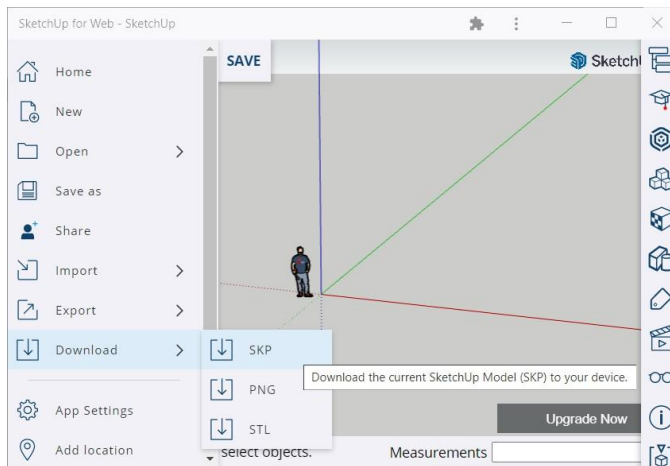 SketchUp for Web - SketchUp
Home
New
Open
Save as
Share
Import
Export
Download
App Settings
Add location
SAVE
SketchU
SKP
PNG
STL
Download the current SketchUp Model (SKP) to your device.
Upgrade Now
select objects.
Measurements